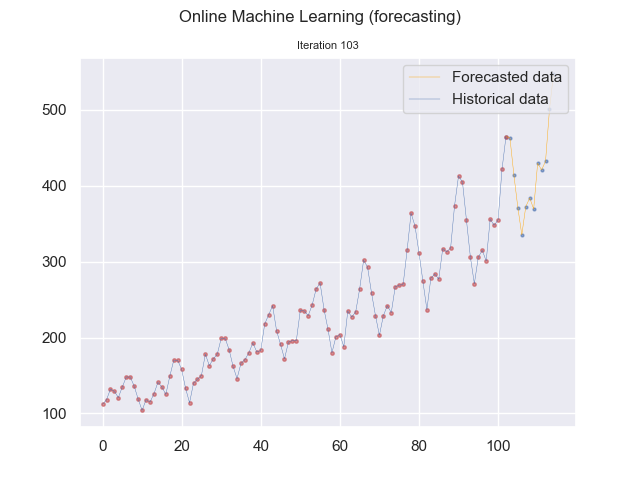 Online Machine Learning (forecasting)
Iteration 103
Forecasted data
Historical data
500
400
300
200
100
0 20 40 60 80 100